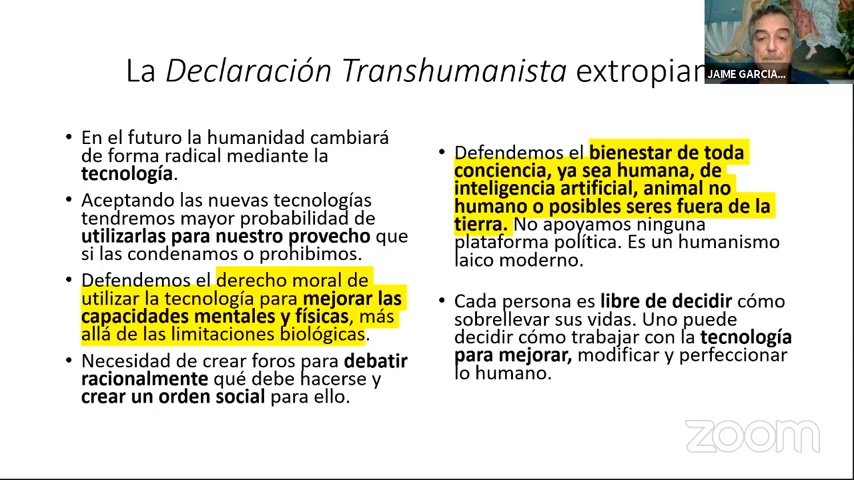 La Declaración Transhumanista extropian
JAIME GARCIA...
• En el futuro la humanidad cambiará
de forma radical mediante la
tecnología.
• Aceptando las nuevas tecnologías
tendremos mayor probabilidad de
utilizarlas para nuestro provecho que
si las condenamos o prohibimos.
• Defendemos el derecho moral de
utilizar la tecnología para mejorar las
capacidades mentales y físicas, más
allá de las limitaciones biológicas.
• Necesidad de crear foros para debatir
racionalmente qué debe hacerse y
crear un orden social para ello.
• Defendemos el bienestar de toda
conciencia, ya sea humana, de
inteligencia artificial, animal no
humano o posibles seres fuera de la
tierra. No apoyamos ninguna
plataforma política. Es un humanismo
laico moderno.
• Cada persona es libre de decidir cómo
sobrellevar sus vidas. Uno puede
decidir cómo trabajar con la tecnología
para mejorar, modificar y perfeccionar
lo humano.
zoom